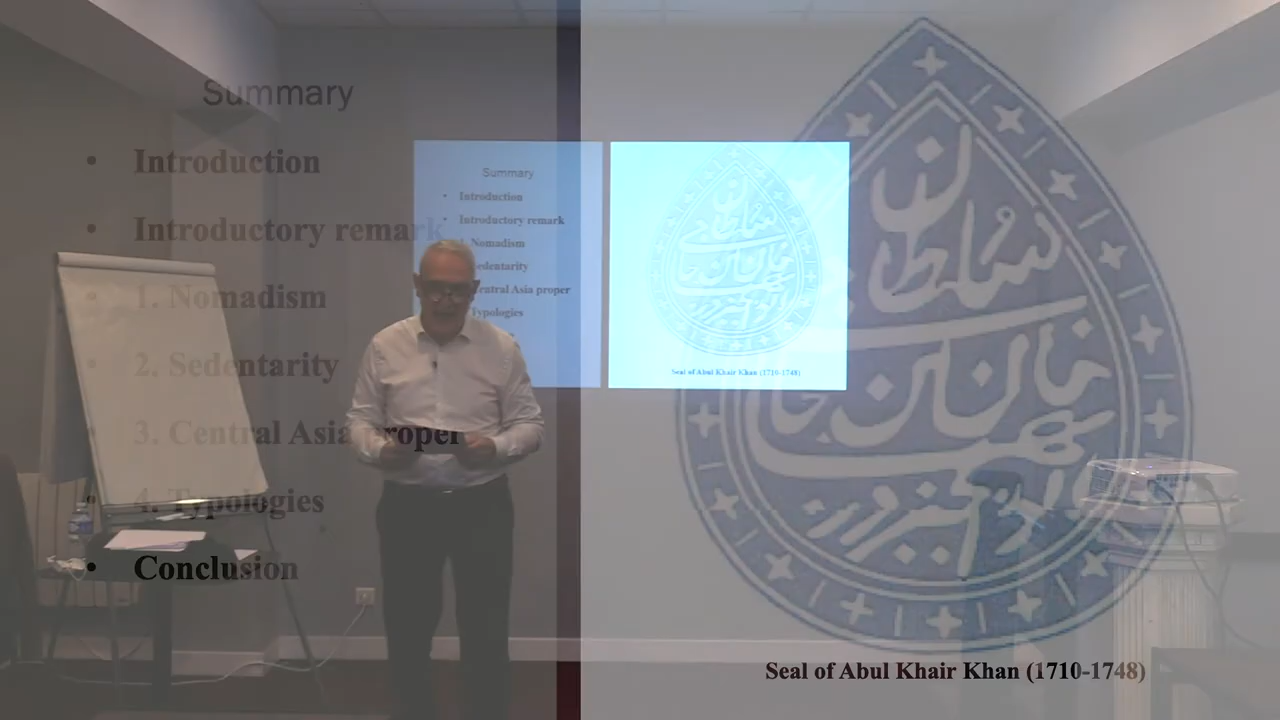 Summary
• Introduction
• Introductory remark
• 1. Nomadism
• 2. Sedentarity
• 3. Central Asia proper
• 4. Typologies
• Conclusion
سلطان
Seal of Abul Khair Khan (1710-1748)
Summary
• Introduction
• Introductory remark
Nomadism
Sedentarity
Central Asia proper
Typologies
Seal of Abul Khair Khan (1710-1748)